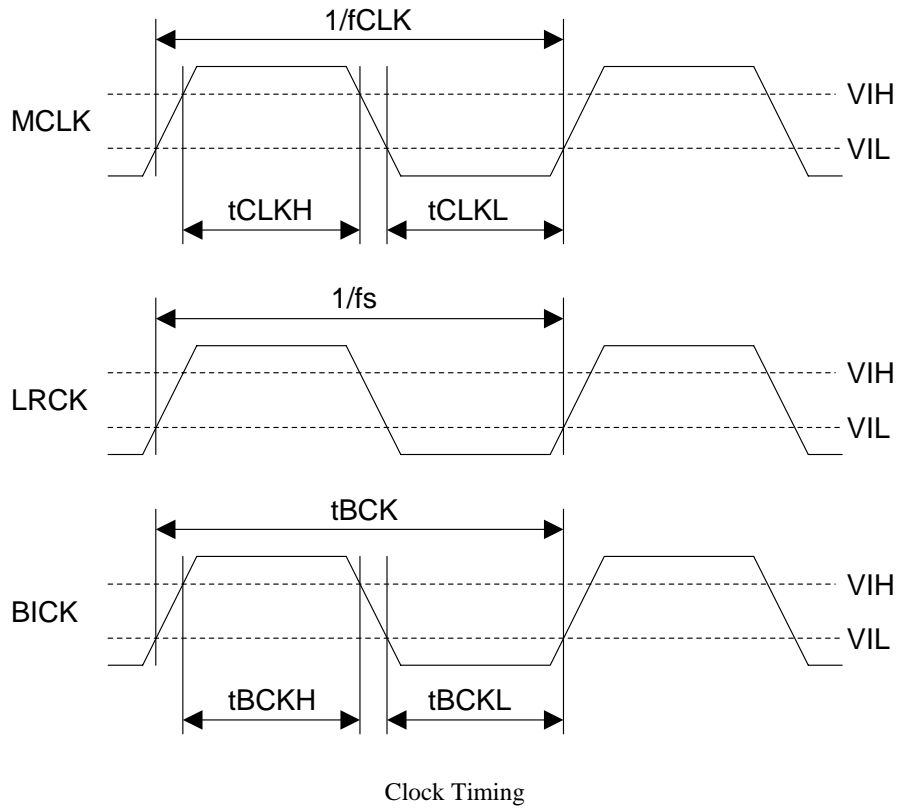 1/fCLK
MCLK
VIH
VIL
tCLKH
tCLKL
1/fs
LRCK
VIH
VIL
tBCK
BICK
VIH
VIL
tBCKH
tBCKL
Clock Timing